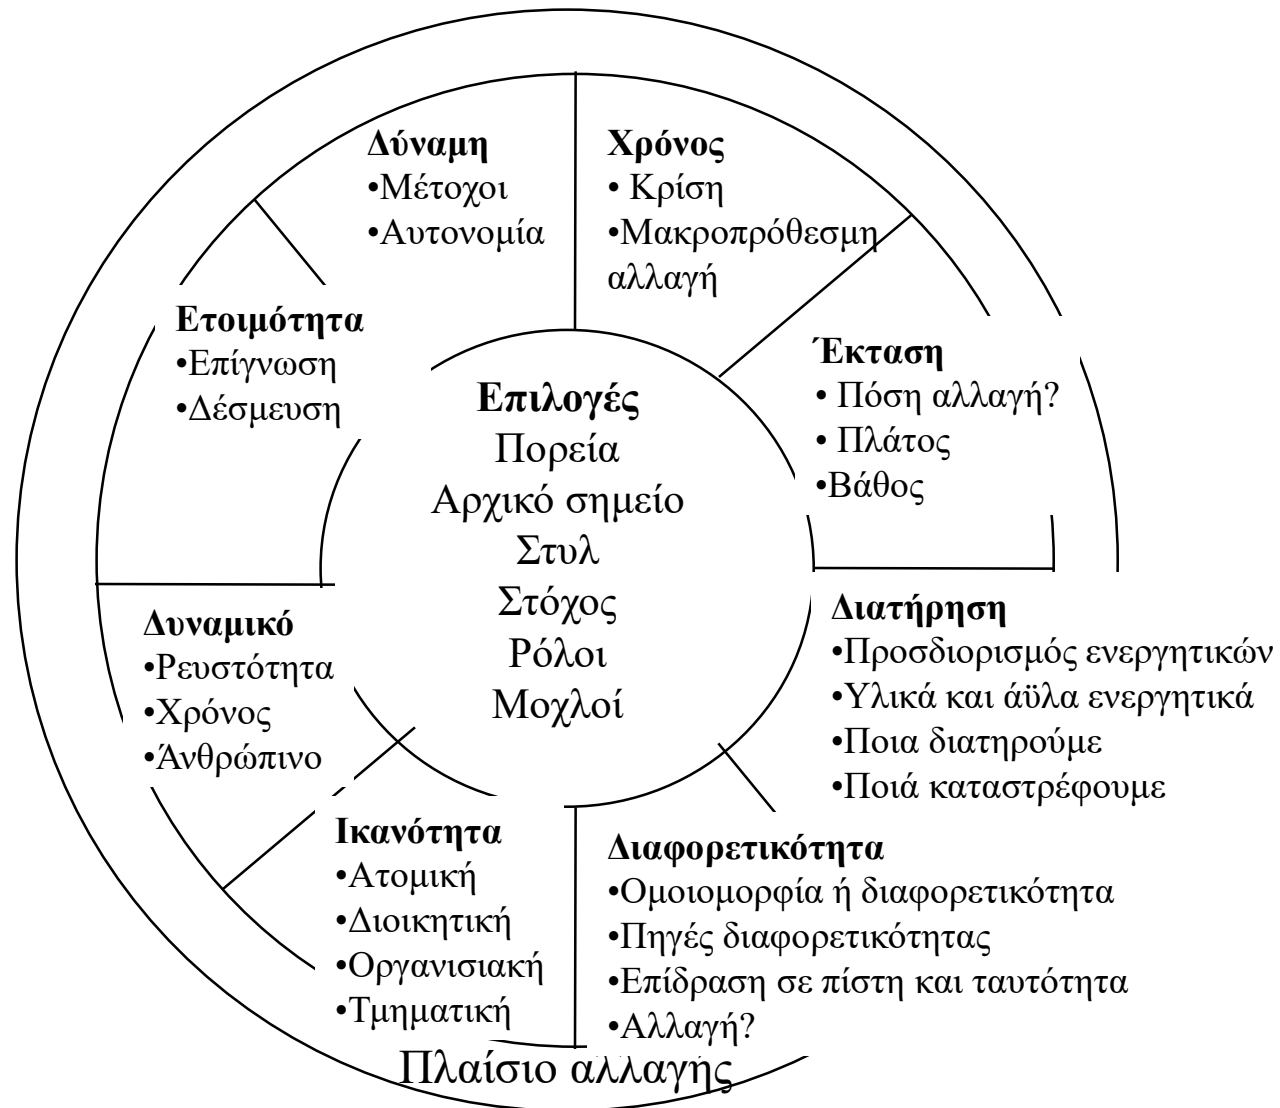 Δύναμη
•Μέτοχοι
•Αυτονομία
Χρόνος
• Κρίση
•Μακροπρόθεσμη
αλλαγή
Ετοιμότητα
•Επίγνωση
•Δέσμευση
Έκταση
• Πόση αλλαγή?
• Πλάτος
•Βάθος
Επιλογές
Πορεία
Αρχικό σημείο
Στυλ
Στόχος
Ρόλοι
Μοχλοί
Δυναμικό
•Ρευστότητα
•Χρόνος
•Άνθρώπινο
Διατήρηση
•Προσδιορισμός ενεργητικών
•Υλικά και άϋλα ενεργητικά
•Ποια διατηρούμε
•Ποιά καταστρέφουμε
Ικανότητα
•Ατομική
•Διοικητική
•Οργανισιακή
•Τμηματική
Διαφορετικότητα
•Ομοιομορφία ή διαφορετικότητα
•Πηγές διαφορετικότητας
•Επίδραση σε πίστη και ταυτότητα
•Αλλαγή?
Πλαίσιο αλλαγής